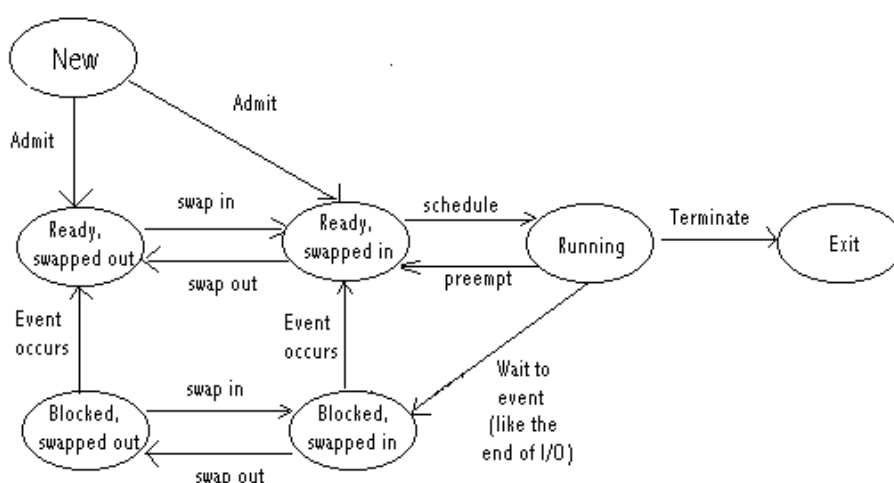 New
Admit
Admit
swap in
schedule
Terminate
Ready,
swapped out
Ready,
swapped in
Running
Exit
swap out
preempt
Event
occurs
Event
occurs
Wait to
event
(like the
end of I/O)
swap in
Blocked,
swapped out
Blocked,
swapped in
swap out